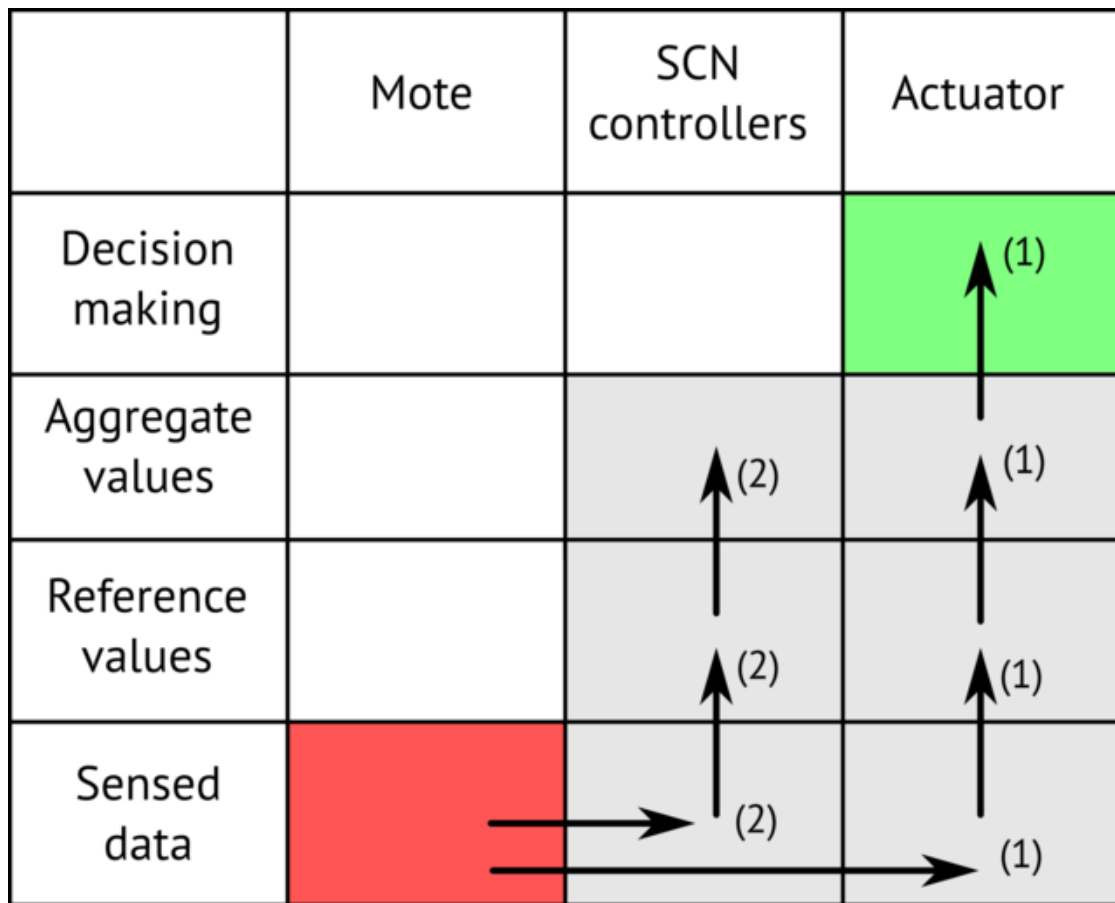 Mote
SCN
controllers
Actuator
Decision
making
(1)
Aggregate
values
(2)
(1)
Reference
values
(2)
(1)
Sensed
data
(2)
(1)